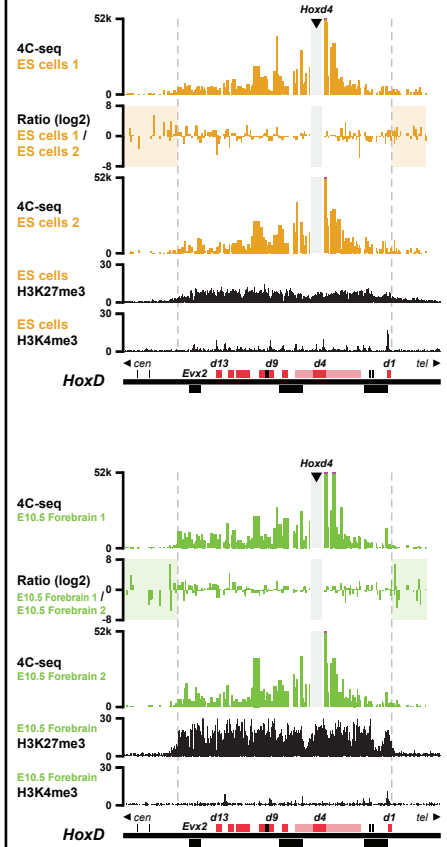 Hoxd4
52k
4C-seq
ES cells 1
0
8
Ratio (log2)
ES cells 1 /
ES cells 2
-8
52k
4C-seq
ES cells 2
0
30
ES cells
H3K27me3
0
30
ES cells
H3K4me3
0
cen d13 d9 d4 d1 tel
Evx2
HoxD
Hoxd4
52k
4C-seq
E10.5 Forebrain 1
0
8
Ratio (log2)
E10.5 Forebrain 1 /
E10.5 Forebrain 2
-8
52k
4C-seq
E10.5 Forebrain 2
0
30
E10.5 Forebrain
H3K27me3
0
30
E10.5 Forebrain
H3K4me3
0
cen d13 d9 d4 d1 tel
Evx2
HoxD